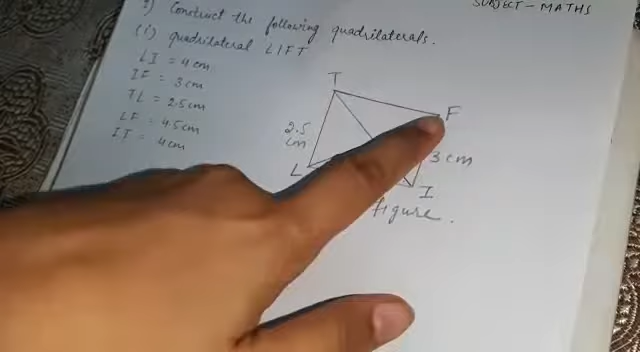 SUBJECT - MATHS
2) Construct the following quadrilaterals.
(i) quadrilateral LIFT
LI = 4 cm
IF = 3 cm
TL = 2.5 cm
LF = 4.5 cm
IT = 4 cm
T
F
2.5 cm
3 cm
L
I
figure.